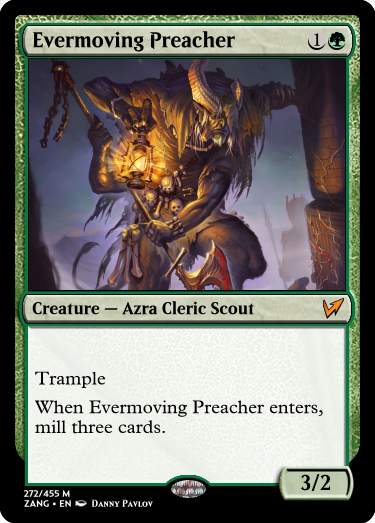 Evermoving Preacher 1
Creature — Azra Cleric Scout
Trample
When Evermoving Preacher enters,
mill three cards.
3/2
272/455 M
ZANG • EN Danny Pavlov